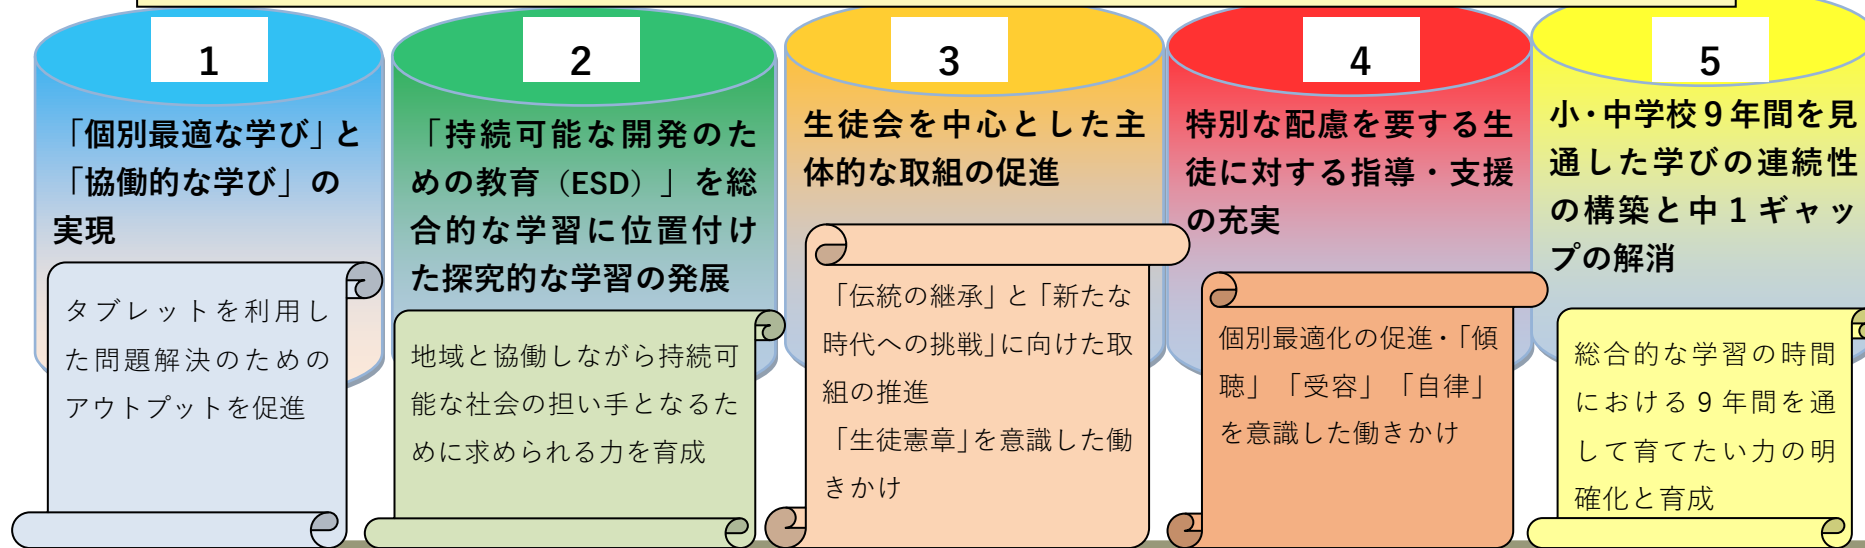 1
「個別最適な学び」と
「協働的な学び」の
実現
タブレットを利用し
た問題解決のための
アウトプットを促進
2
「持続可能な開発のた
めの教育（ESD）」を総
合的な学習に位置付け
た探究的な学習の発展
地域と協働しながら持続可
能な社会の担い手となるた
めに求められる力を育成
3
生徒会を中心とした主
体的な取組の促進
「伝統の継承」と「新たな
時代への挑戦」に向けた取
組の推進
「生徒憲章」を意識した働
きかけ
4
特別な配慮を要する生
徒に対する指導・支援
の充実
個別最適化の促進・「傾
聴」「受容」「自律」
を意識した働きかけ
5
小・中学校９年間を見
通した学びの連続性
の構築と中１ギャッ
プの解消
総合的な学習の時間
における９年間を通
して育てたい力の明
確化と育成